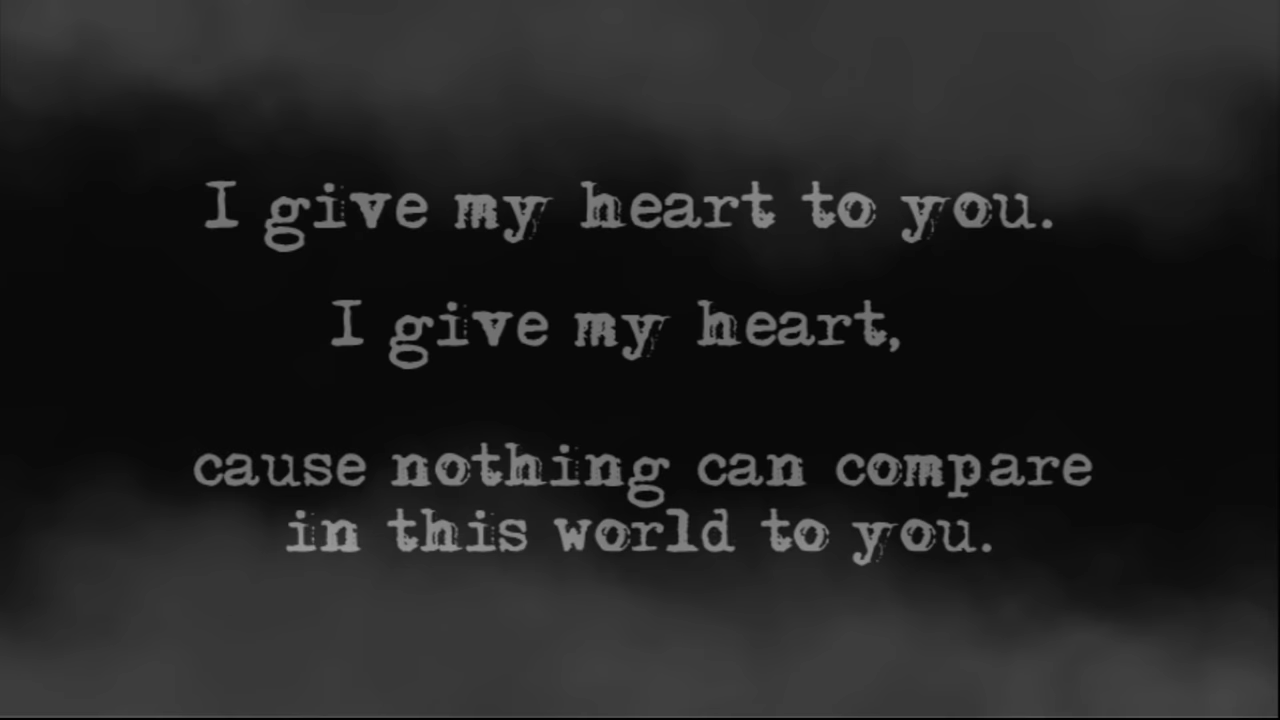 I give my heart to you.
I give my heart,
cause nothing can compare
in this world to you.